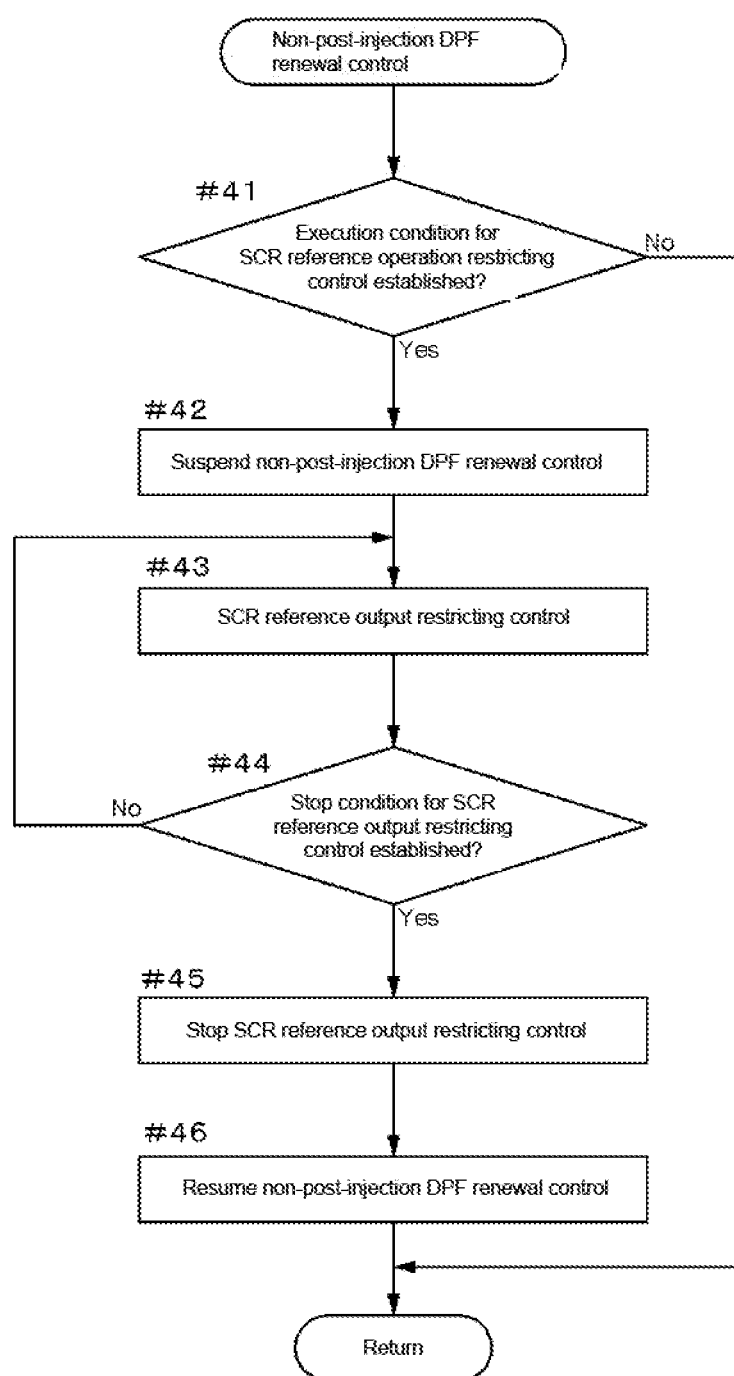 Non-post-injection DPF
renewal control
#41
Execution condition for
SCR reference operation restricting
control established?
No
Yes
#42
Suspend non-post-injection DPF renewal control
#43
SCR reference output restricting control
#44
Stop condition for SCR
reference output restricting
control established?
No
Yes
#45
Stop SCR reference output restricting control
#46
Resume non-post-injection DPF renewal control
Return